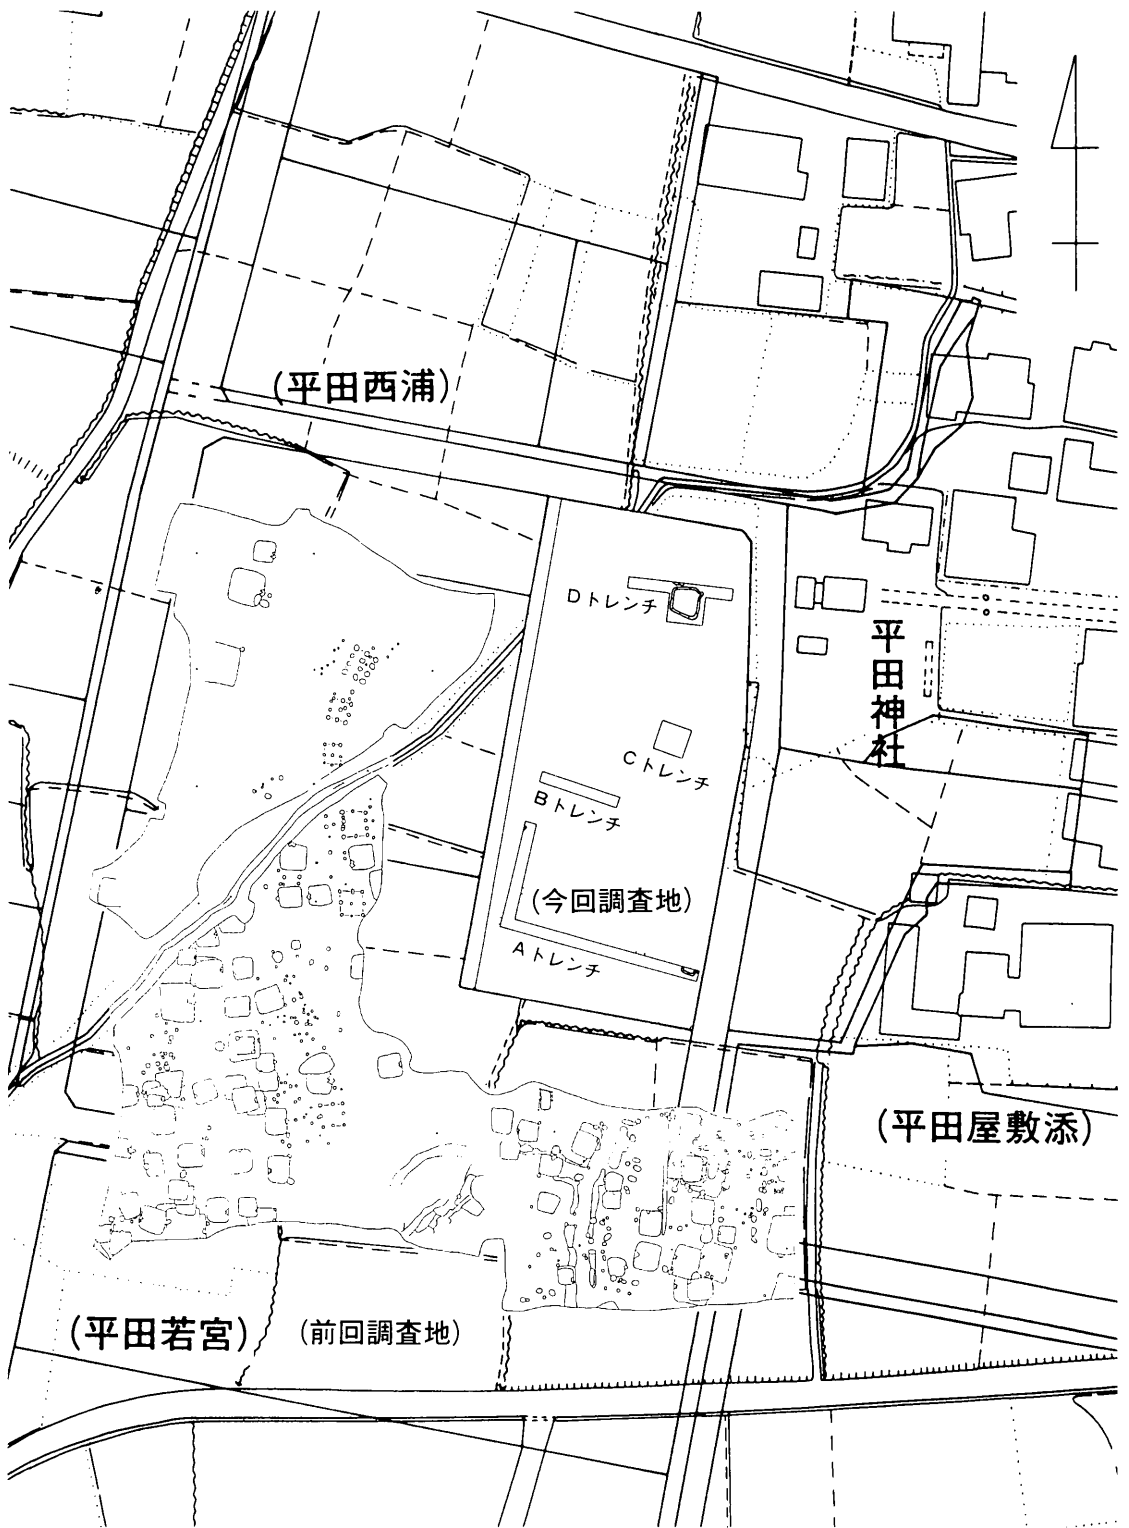 (平田西浦)
Dトレンチ
平田神社
Cトレンチ
Bトレンチ
(今回調査地)
Aトレンチ
(平田屋敷添)
(平田若宮)
(前回調査地)